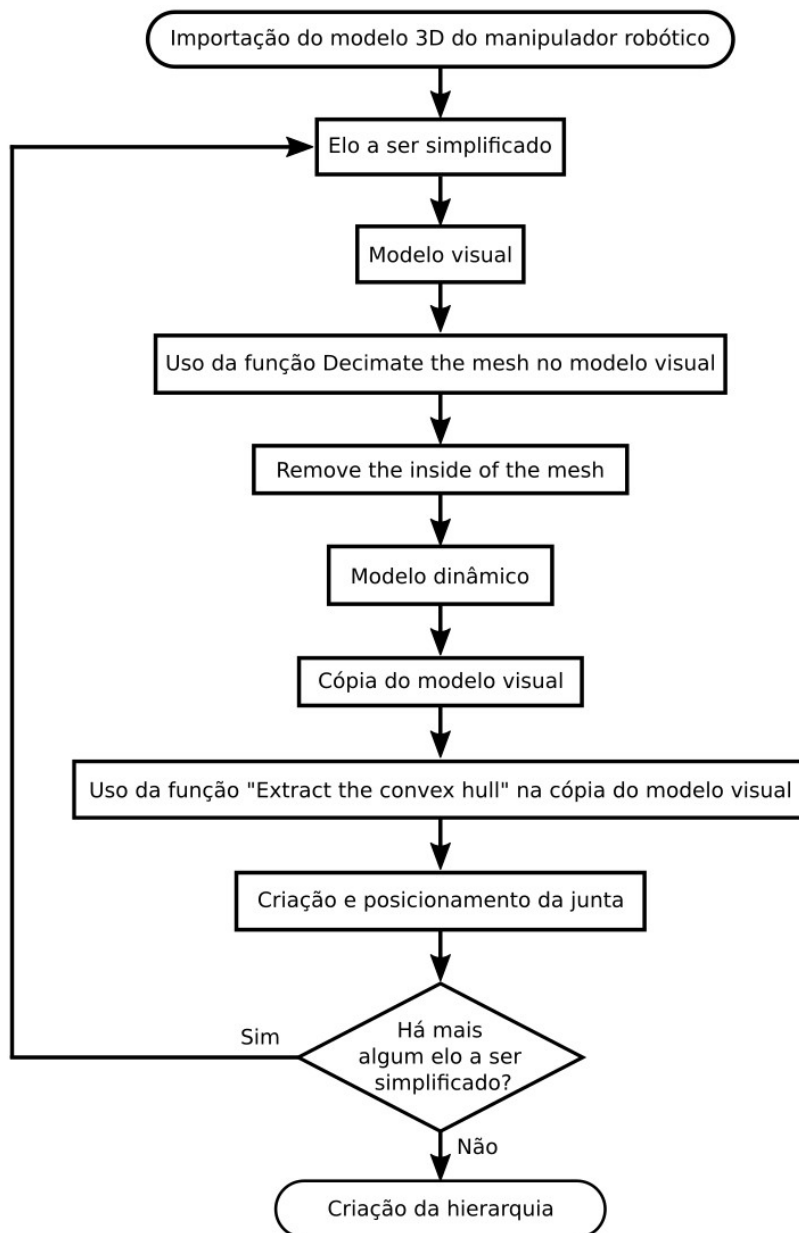 Importação do modelo 3D do manipulador robótico
Elo a ser simplificado
Modelo visual
Uso da função Decimate the mesh no modelo visual
Remove the inside of the mesh
Modelo dinâmico
Cópia do modelo visual
Uso da função "Extract the convex hull" na cópia do modelo visual
Criação e posicionamento da junta
Sim
Há mais
algum elo a ser
simplificado?
Não
Criação da hierarquia